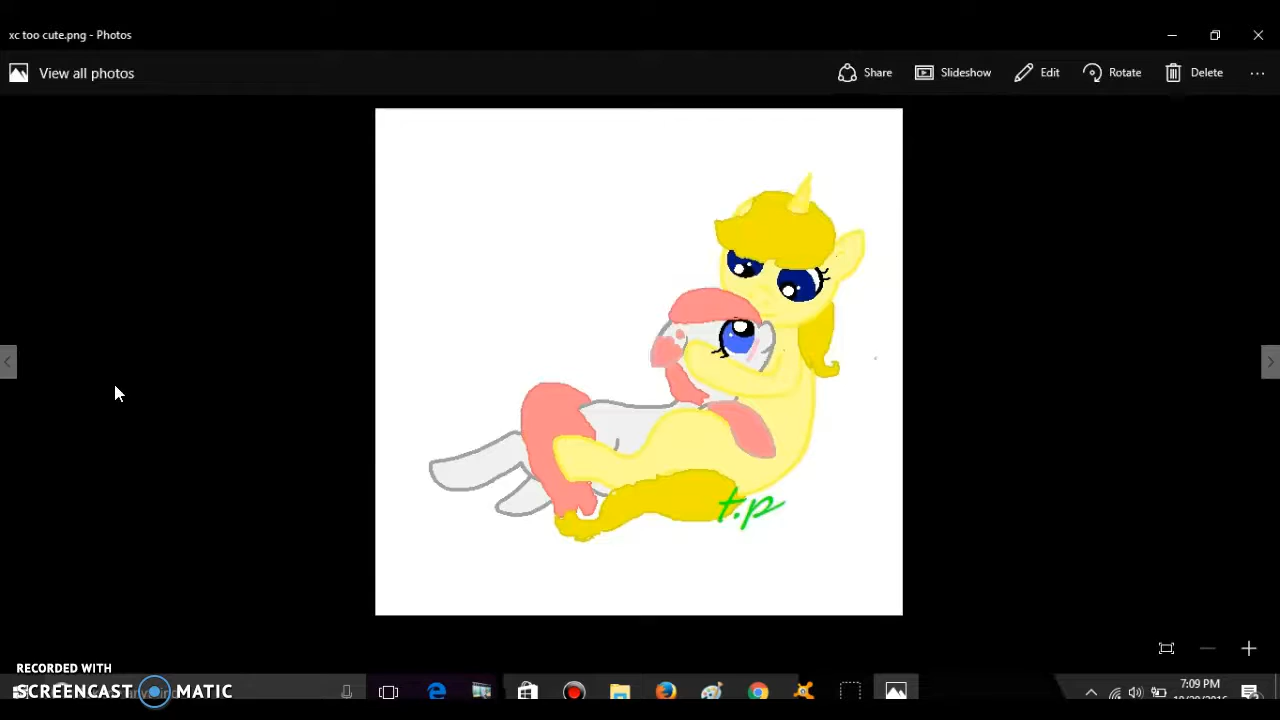 xc too cute.png - Photos
View all photos
Share
Slideshow
Edit
Rotate
Delete
t.p
RECORDED WITH
SCREENCAST MATIC
7:09 PM